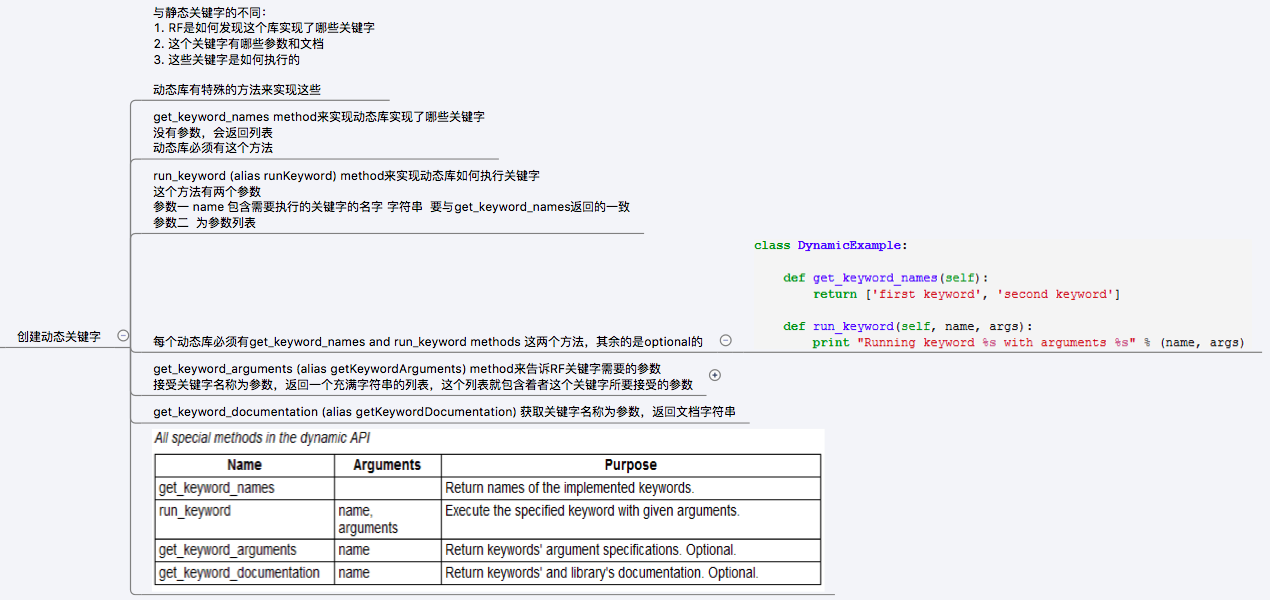 与静态关键字的不同：
1. RF是如何发现这个库实现了哪些关键字
2. 这个关键字有哪些参数和文档
3. 这些关键字是如何执行的
动态库有特殊的方法来实现这些
get_keyword_names method来实现动态库实现了哪些关键字
没有参数，会返回列表
动态库必须有这个方法
run_keyword (alias runKeyword) method来实现动态库如何执行关键字
这个方法有两个参数
参数一 name 包含需要执行的关键字的名字 字符串  要与get_keyword_names返回的一致
参数二  为参数列表
class DynamicExample:
def get_keyword_names(self):
return ['first keyword', 'second keyword']
def run_keyword(self, name, args):
print "Running keyword %s with arguments %s" % (name, args)
创建动态关键字
每个动态库必须有get_keyword_names and run_keyword methods 这两个方法，其余的是optional的
get_keyword_arguments (alias getKeywordArguments) method来告诉RF关键字需要的参数
接受关键字名称为参数，返回一个充满字符串的列表，这个列表就包含着者这个关键字所要接受的参数
get_keyword_documentation (alias getKeywordDocumentation) 获取关键字名称为参数，返回文档字符串
All special methods in the dynamic API
Name Arguments Purpose
get_keyword_names Return names of the implemented keywords.
run_keyword name, Execute the specified keyword with given arguments.
arguments
get_keyword_arguments name Return keywords' argument specifications. Optional.
get_keyword_documentation name Return keywords' and library's documentation. Optional.